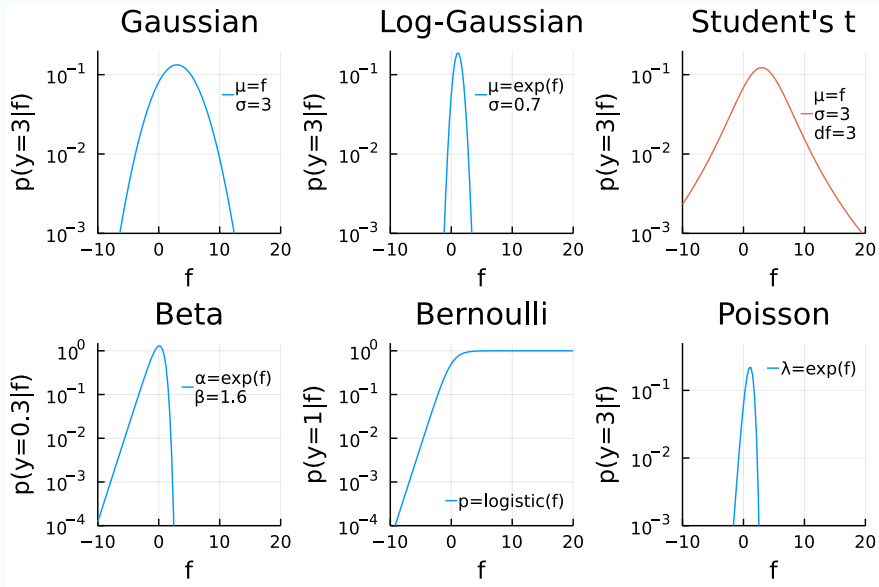 Gaussian
Log-Gaussian
Student's t
p(y=3|f)
10⁻¹
10⁻²
10⁻³
μ=f
σ=3
-10
0
10
20
f
p(y=3|f)
10⁻¹
10⁻²
10⁻³
μ=exp(f)
σ=0.7
-10
0
10
20
f
p(y=3|f)
10⁻¹
10⁻²
10⁻³
μ=f
σ=3
df=3
-10
0
10
20
f
Beta
Bernoulli
Poisson
p(y=0.3|f)
10⁰
10⁻¹
10⁻²
10⁻³
10⁻⁴
α=exp(f)
β=1.6
-10
0
10
20
f
p(y=1|f)
10⁰
10⁻¹
10⁻²
10⁻³
10⁻⁴
p=logistic(f)
-10
0
10
20
f
p(y=3|f)
10⁻¹
10⁻²
10⁻³
λ=exp(f)
-10
0
10
20
f